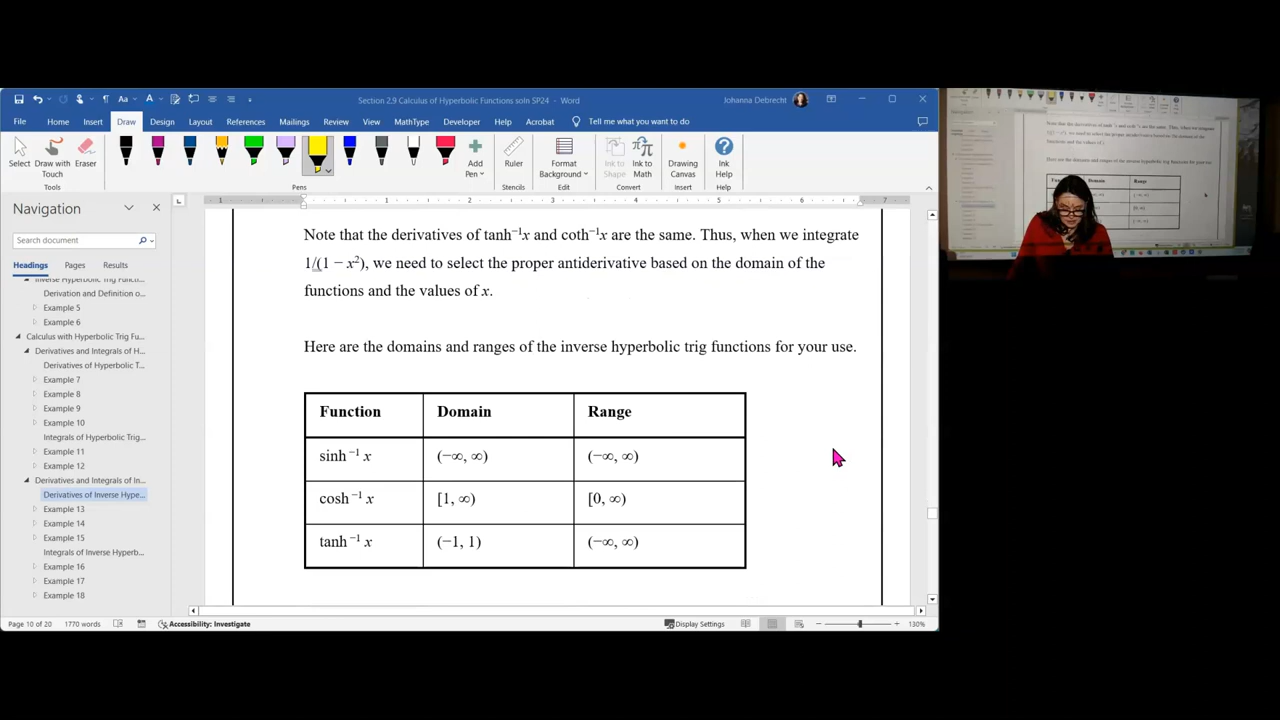 Section 2.9 Calculus of Hyperbolic Functions soln SP24 - Word
Johanna Debrecht
File Home Insert Draw Design Layout References Mailings Review View MathType Developer Help Acrobat Tell me what you want to do
Select
Draw with Touch
Eraser
Add Pen
Ruler
Format Background
Ink to Shape
Ink to Math
Drawing Canvas
Ink Help
Tools
Pens
Stencils
Edit
Convert
Insert
Help
Navigation
Search document
Headings Pages Results
Inverse Hyperbolic Trig Functi...
Derivation and Definition o...
Example 5
Example 6
Calculus with Hyperbolic Trig Fu...
Derivatives and Integrals of H...
Derivatives of Hyperbolic T...
Example 7
Example 8
Example 9
Example 10
Integrals of Hyperbolic Trig...
Example 11
Example 12
Derivatives and Integrals of In...
Derivatives of Inverse Hype...
Example 13
Example 14
Example 15
Integrals of Inverse Hyperb...
Example 16
Example 17
Example 18
Note that the derivatives of tanh⁻¹x and coth⁻¹x are the same. Thus, when we integrate
1/(1 − x²), we need to select the proper antiderivative based on the domain of the
functions and the values of x.
Here are the domains and ranges of the inverse hyperbolic trig functions for your use.
Function Domain Range
sinh⁻¹ x (−∞, ∞) (−∞, ∞)
cosh⁻¹ x [1, ∞) [0, ∞)
tanh⁻¹ x (−1, 1) (−∞, ∞)
Page 10 of 20 1770 words Accessibility: Investigate Display Settings 130%